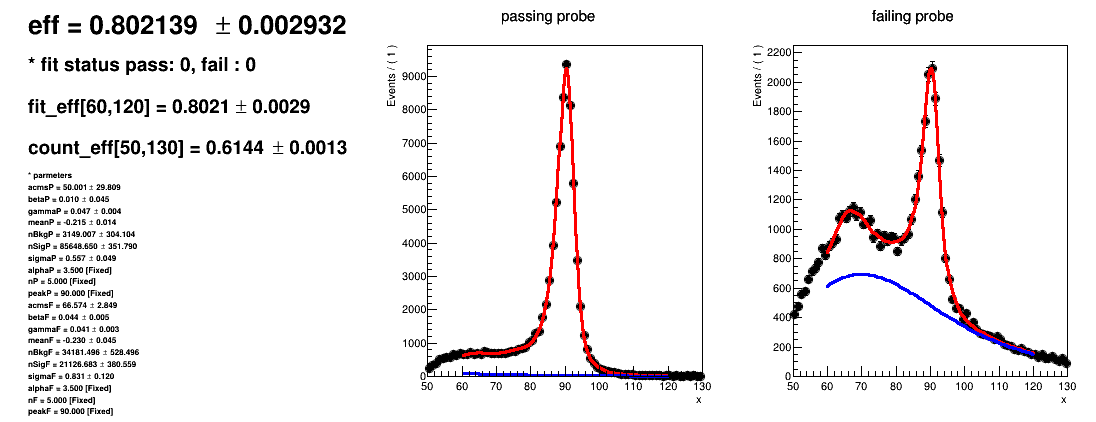 eff = 0.802139 ± 0.002932
* fit status pass: 0, fail : 0
fit_eff[60,120] = 0.8021 ± 0.0029
count_eff[50,130] = 0.6144 ± 0.0013
* parmeters
acmsP = 50.001 ± 29.809
betaP = 0.010 ± 0.045
gammaP = 0.047 ± 0.004
meanP = -0.215 ± 0.014
nBkgP = 3149.007 ± 304.104
nSigP = 85648.650 ± 351.790
sigmaP = 0.557 ± 0.049
alphaP = 3.500 [Fixed]
nP = 5.000 [Fixed]
peakP = 90.000 [Fixed]
acmsF = 66.574 ± 2.849
betaF = 0.044 ± 0.005
gammaF = 0.041 ± 0.003
meanF = -0.230 ± 0.045
nBkgF = 34181.496 ± 528.496
nSigF = 21126.683 ± 380.559
sigmaF = 0.831 ± 0.120
alphaF = 3.500 [Fixed]
nF = 5.000 [Fixed]
peakF = 90.000 [Fixed]
passing probe
Events / ( 1 )
9000
8000
7000
6000
5000
4000
3000
2000
1000
0
50 60 70 80 90 100 110 120 130
x
failing probe
Events / ( 1 )
2200
2000
1800
1600
1400
1200
1000
800
600
400
200
0
50 60 70 80 90 100 110 120 130
x